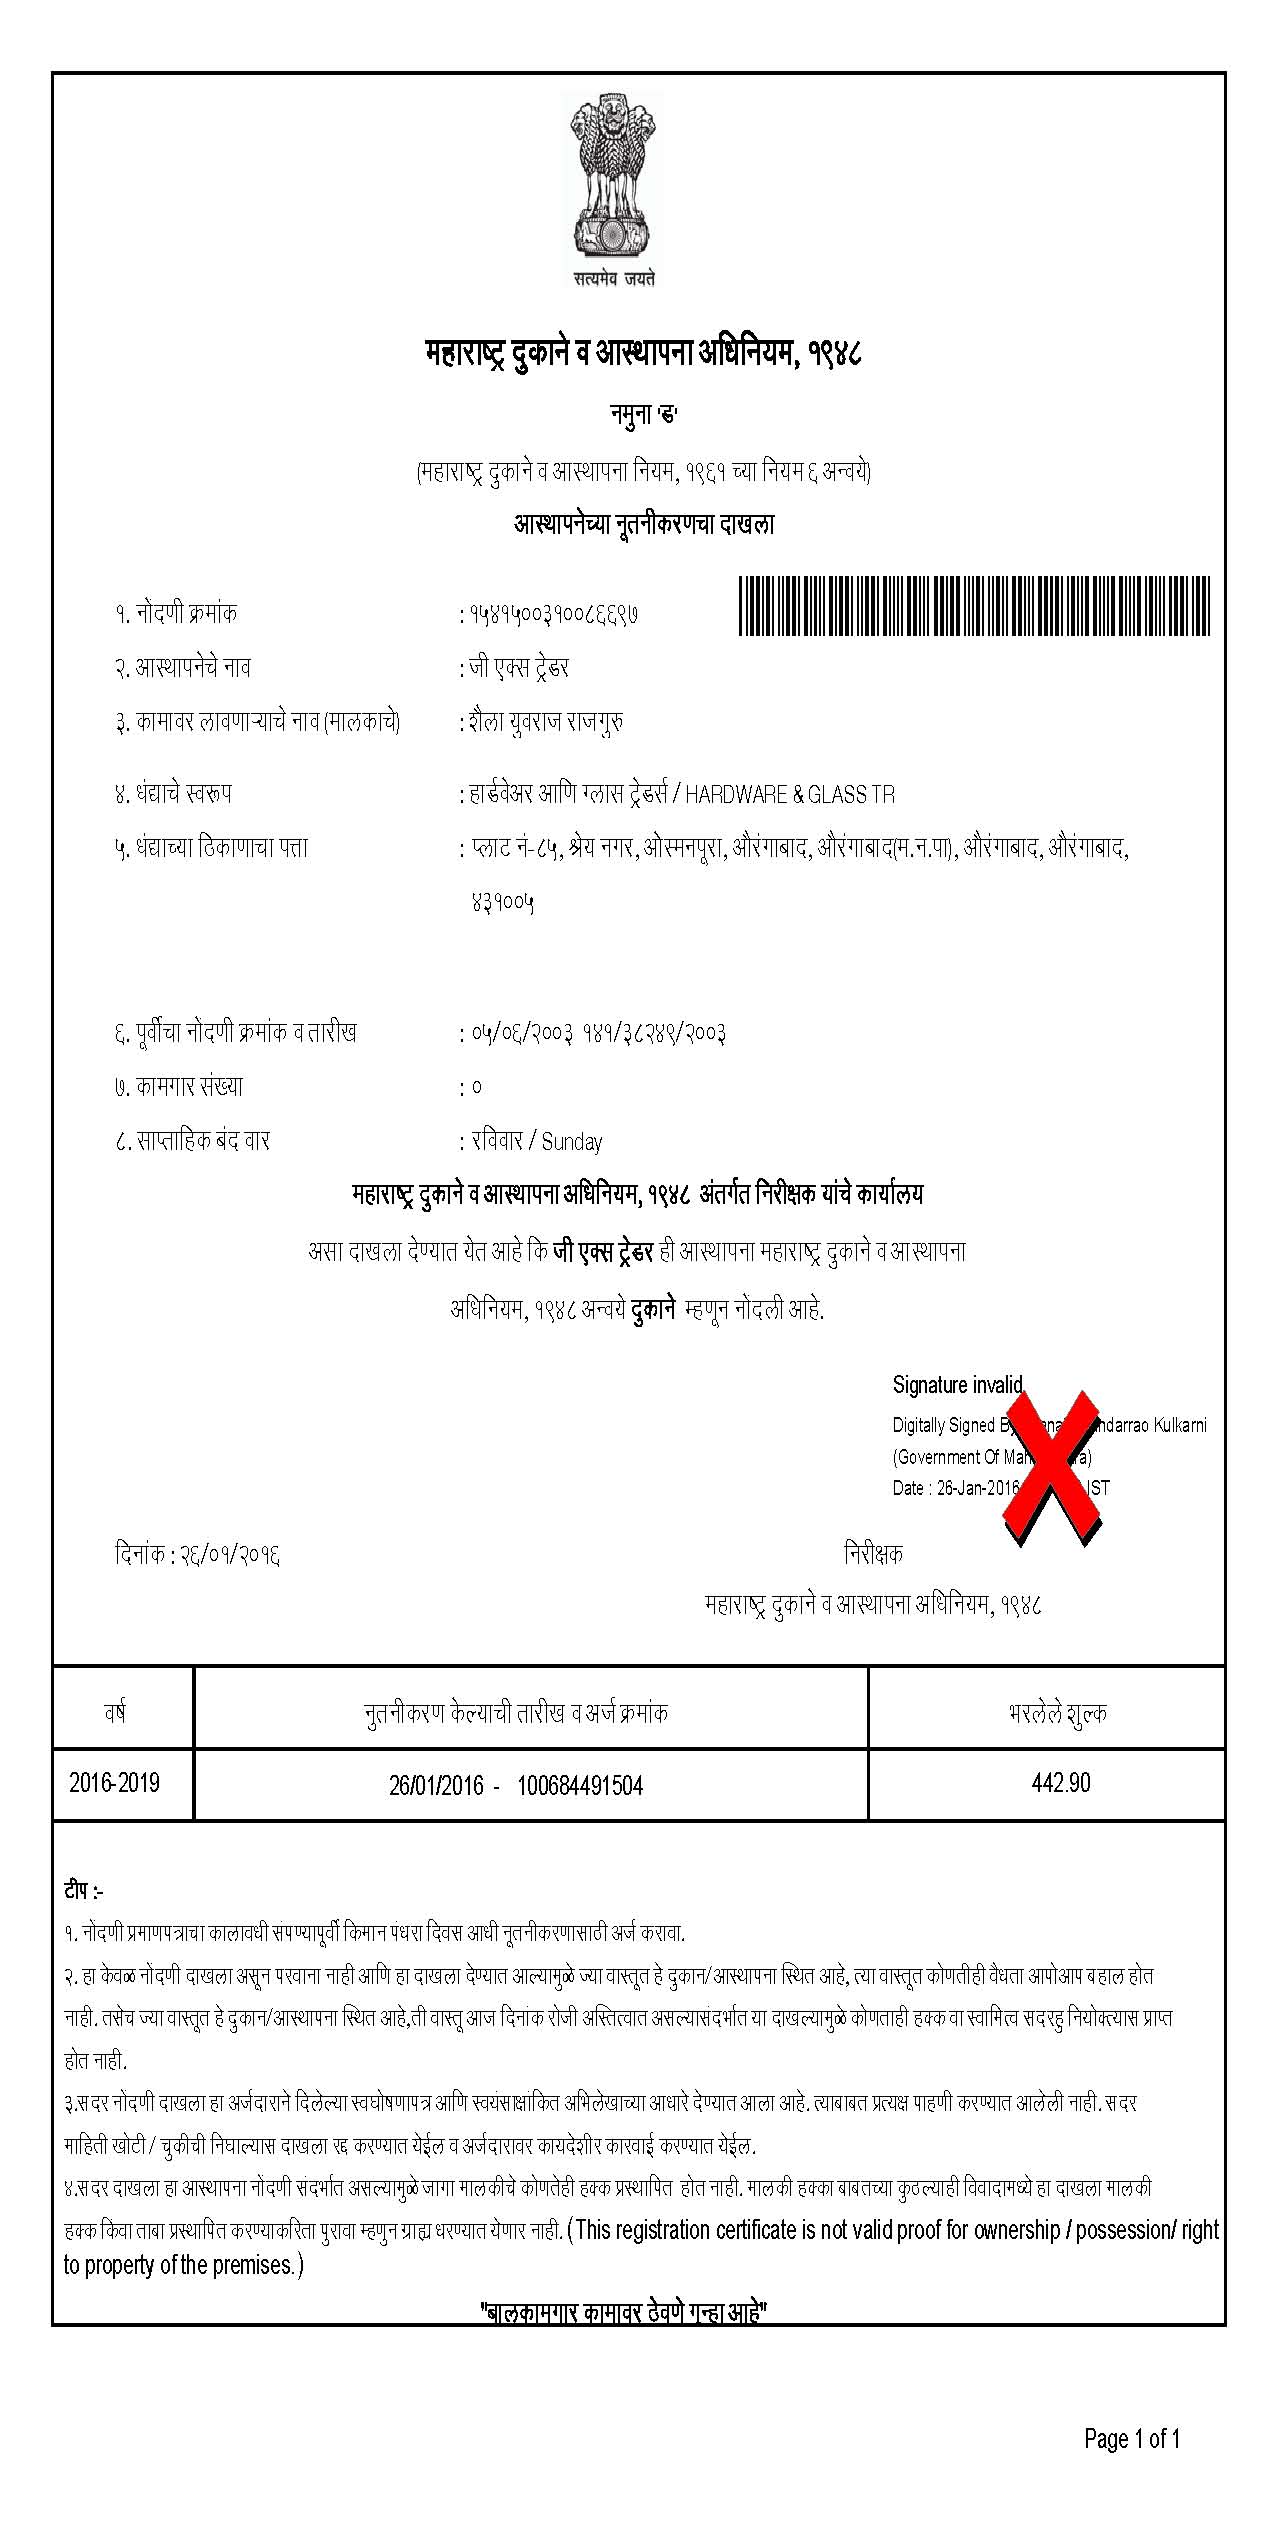 सत्यमेव जयते
महाराष्ट्र दुकाने व आस्थापना अधिनियम, १९४८
नमुना 'ड'
(महाराष्ट्र दुकाने व आस्थापना नियम, १९६१ च्या नियम ६ अन्वये)
आस्थापनेच्या नूतनीकरणचा दाखला
१. नोंदणी क्रमांक : १५४१५००३१००८६६९७
२. आस्थापनेचे नाव : जी एक्स ट्रेडर
३. कामावर लावणाऱ्याचे नाव (मालकाचे) : शैला युवराज राजगुरु
४. धंद्याचे स्वरूप : हार्डवेअर आणि ग्लास ट्रेडर्स / HARDWARE & GLASS TR
५. धंद्याच्या ठिकाणाचा पत्ता : प्लाट नं-८५, श्रेय नगर, ओस्मनपूरा, औरंगाबाद, औरंगाबाद(म.न.पा), औरंगाबाद, औरंगाबाद,
४३१००५
६. पूर्वीचा नोंदणी क्रमांक व तारीख : ०५/०६/२००३ १४१/३८२४९/२००३
७. कामगार संख्या : ०
८. साप्ताहिक बंद वार : रविवार / Sunday
महाराष्ट्र दुकाने व आस्थापना अधिनियम, १९४८ अंतर्गत निरीक्षक यांचे कार्यालय
असा दाखला देण्यात येत आहे कि जी एक्स ट्रेडर ही आस्थापना महाराष्ट्र दुकाने व आस्थापना
अधिनियम, १९४८ अन्वये दुकाने म्हणून नोंदली आहे.
Signature invalid
Digitally Signed By Kulkarni
(Government Of
Date : 26-Jan-2016 IST
दिनांक : २६/०१/२०१६ निरीक्षक
महाराष्ट्र दुकाने व आस्थापना अधिनियम, १९४८
वर्ष नुतनीकरण केल्याची तारीख व अर्ज क्रमांक भरलेले शुल्क
2016-2019 26/01/2016 - 100684491504 442.90
टीप :-
१. नोंदणी प्रमाणपत्राचा कालावधी संपण्यापूर्वी किमान पंधरा दिवस आधी नूतनीकरणासाठी अर्ज करावा.
२. हा केवळ नोंदणी दाखला असून परवाना नाही आणि हा दाखला देण्यात आल्यामुळे ज्या वास्तूत हे दुकान/आस्थापना स्थित आहे, त्या वास्तूत कोणतीही वैधता आपोआप बहाल होत
नाही. तसेच ज्या वास्तूत हे दुकान/आस्थापना स्थित आहे,ती वास्तू आज दिनांक रोजी अस्तित्वात असल्यासंदर्भात या दाखल्यामुळे कोणताही हक्क वा स्वामित्व सदरहु नियोक्त्यास प्राप्त
होत नाही.
३.सदर नोंदणी दाखला हा अर्जदाराने दिलेल्या स्वघोषणापत्र आणि स्वयंसाक्षांकित अभिलेखाच्या आधारे देण्यात आला आहे. त्याबाबत प्रत्यक्ष पाहणी करण्यात आलेली नाही. सदर
माहिती खोटी / चुकीची निघाल्यास दाखला रद्द करण्यात येईल व अर्जदारावर कायदेशीर कारवाई करण्यात येईल.
४.सदर दाखला हा आस्थापना नोंदणी संदर्भात असल्यामुळे जागा मालकीचे कोणतेही हक्क प्रस्थापित होत नाही. मालकी हक्का बाबतच्या कुठल्याही विवादामध्ये हा दाखला मालकी
हक्क किंवा ताबा प्रस्थापित करण्याकरिता पुरावा म्हणुन ग्राह्य धरण्यात येणार नाही. ( This registration certificate is not valid proof for ownership / possession/ right
to property of the premises. )
"बालकामगार कामावर ठेवणे गुन्हा आहे"
Page 1 of 1